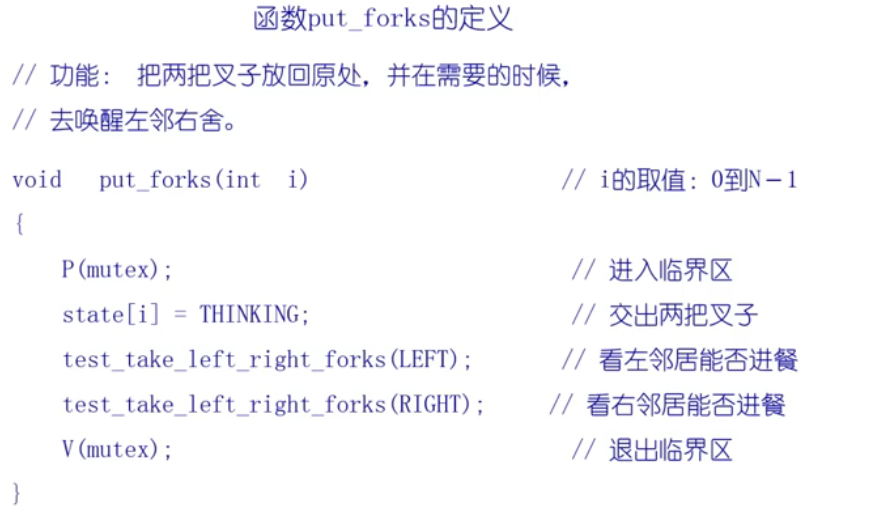 函数put_forks的定义
// 功能： 把两把叉子放回原处，并在需要的时候，
// 去唤醒左邻右舍。
void put_forks(int i) // i的取值：0到N－1
{
P(mutex); // 进入临界区
state[i] = THINKING; // 交出两把叉子
test_take_left_right_forks(LEFT); // 看左邻居能否进餐
test_take_left_right_forks(RIGHT); // 看右邻居能否进餐
V(mutex); // 退出临界区
}